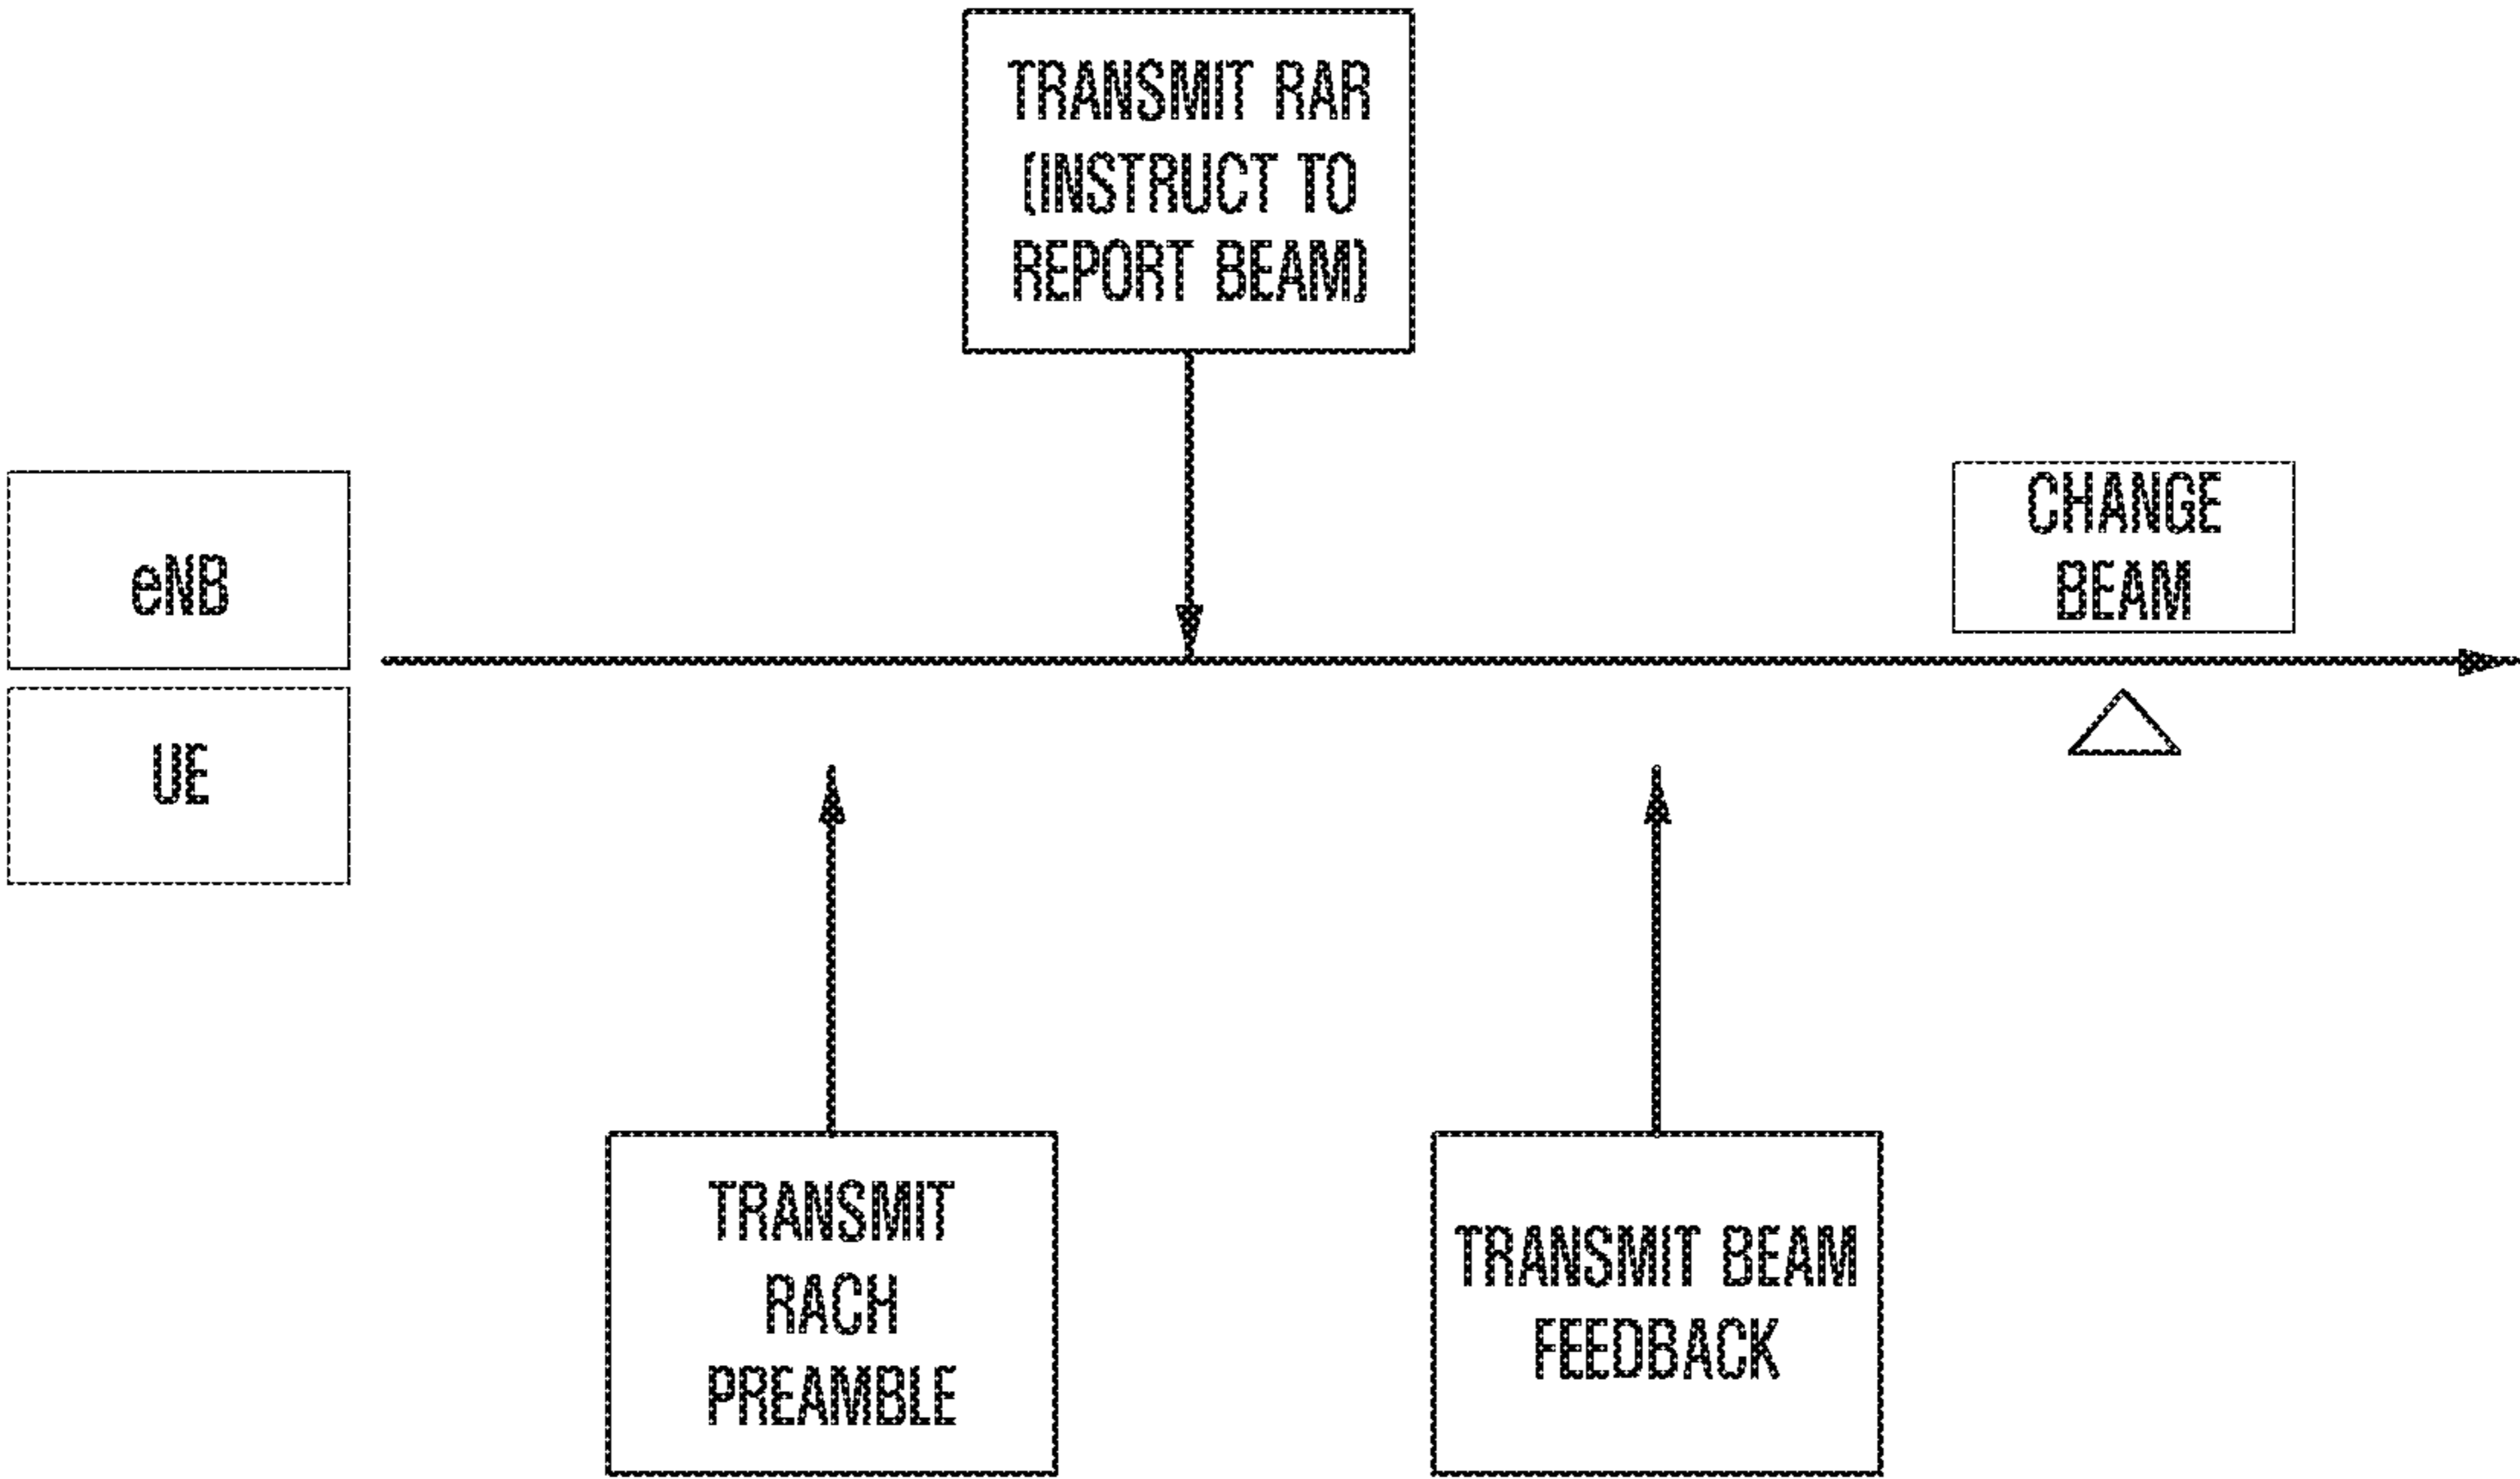 TRANSMIT RAR
(INSTRUCT TO
REPORT BEAM)
eNB
CHANGE
BEAM
UE
TRANSMIT
RACH
PREAMBLE
TRANSMIT BEAM
FEEDBACK